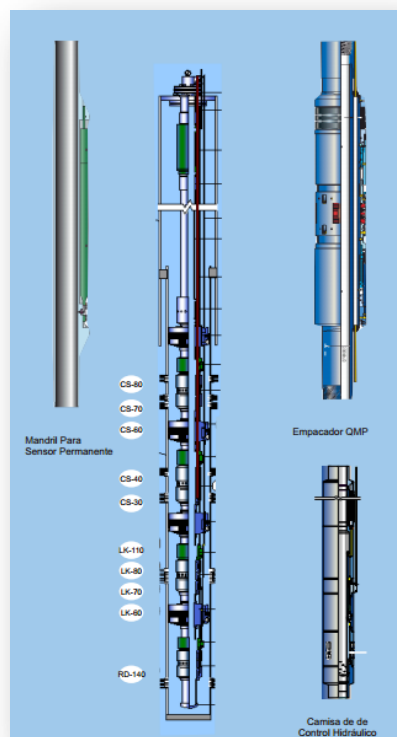 CS-80
CS-70
CS-60
Mandril Para
Sensor Permanente
Empacador QMP
CS-40
CS-30
LK-110
LK-80
LK-70
LK-60
RD-140
Camisa de de
Control Hidráulico